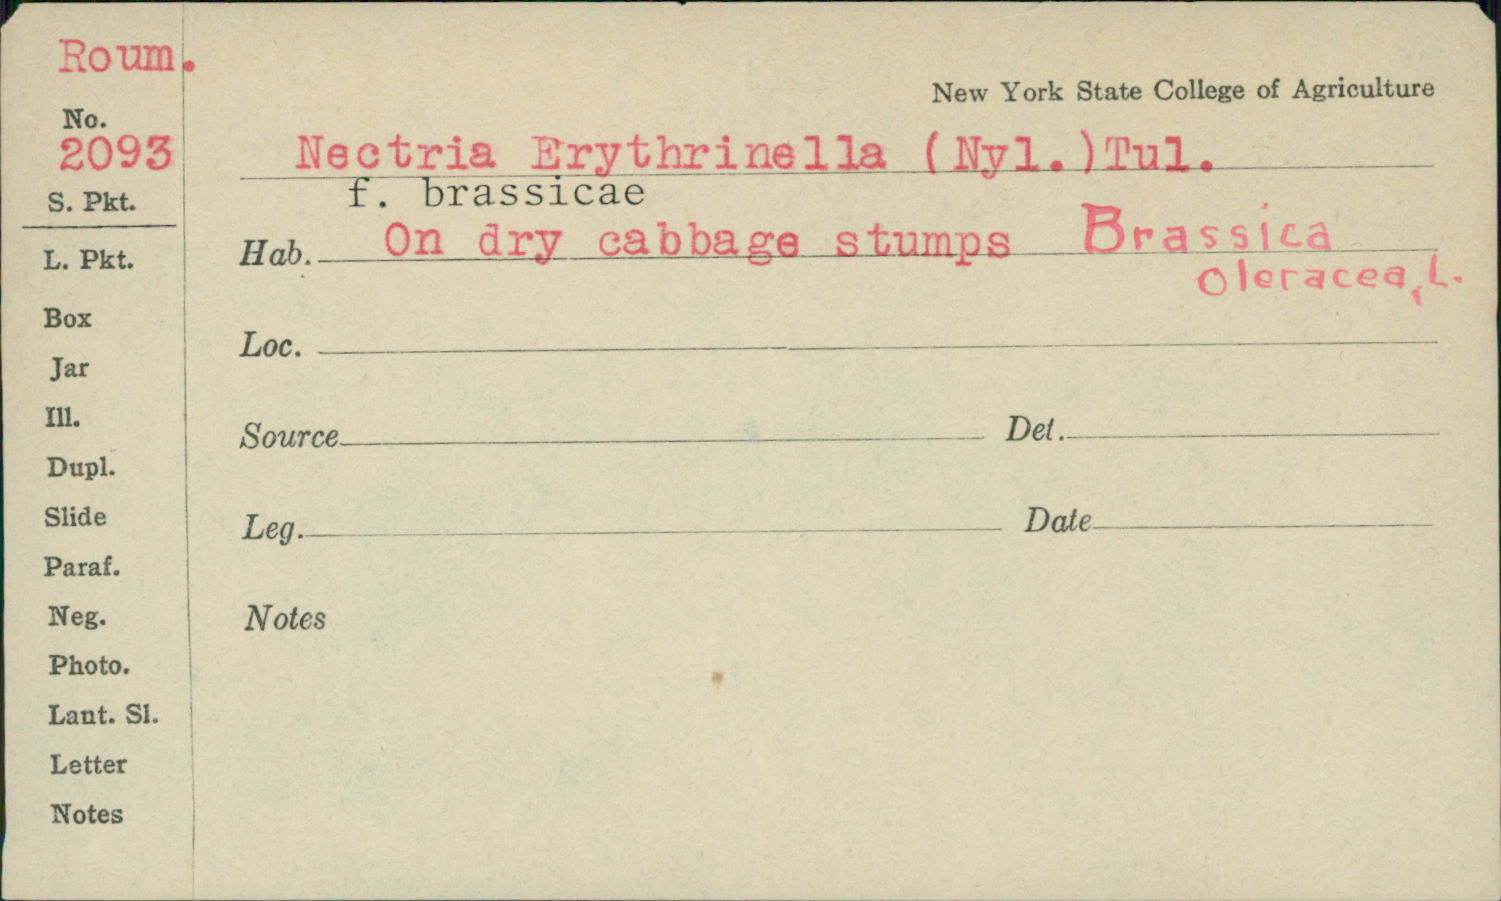 Roum.
New York State College of Agriculture
No.
2093
Nectria Erythrinella (Nyl.)Tul.
f. brassicae
S. Pkt.
Hab. On dry cabbage stumps Brassica
oleracea, L.
L. Pkt.
Box
Loc.
Jar
Ill.
Source Det.
Dupl.
Slide
Leg. Date
Paraf.
Neg.
Notes
Photo.
Lant. Sl.
Letter
Notes